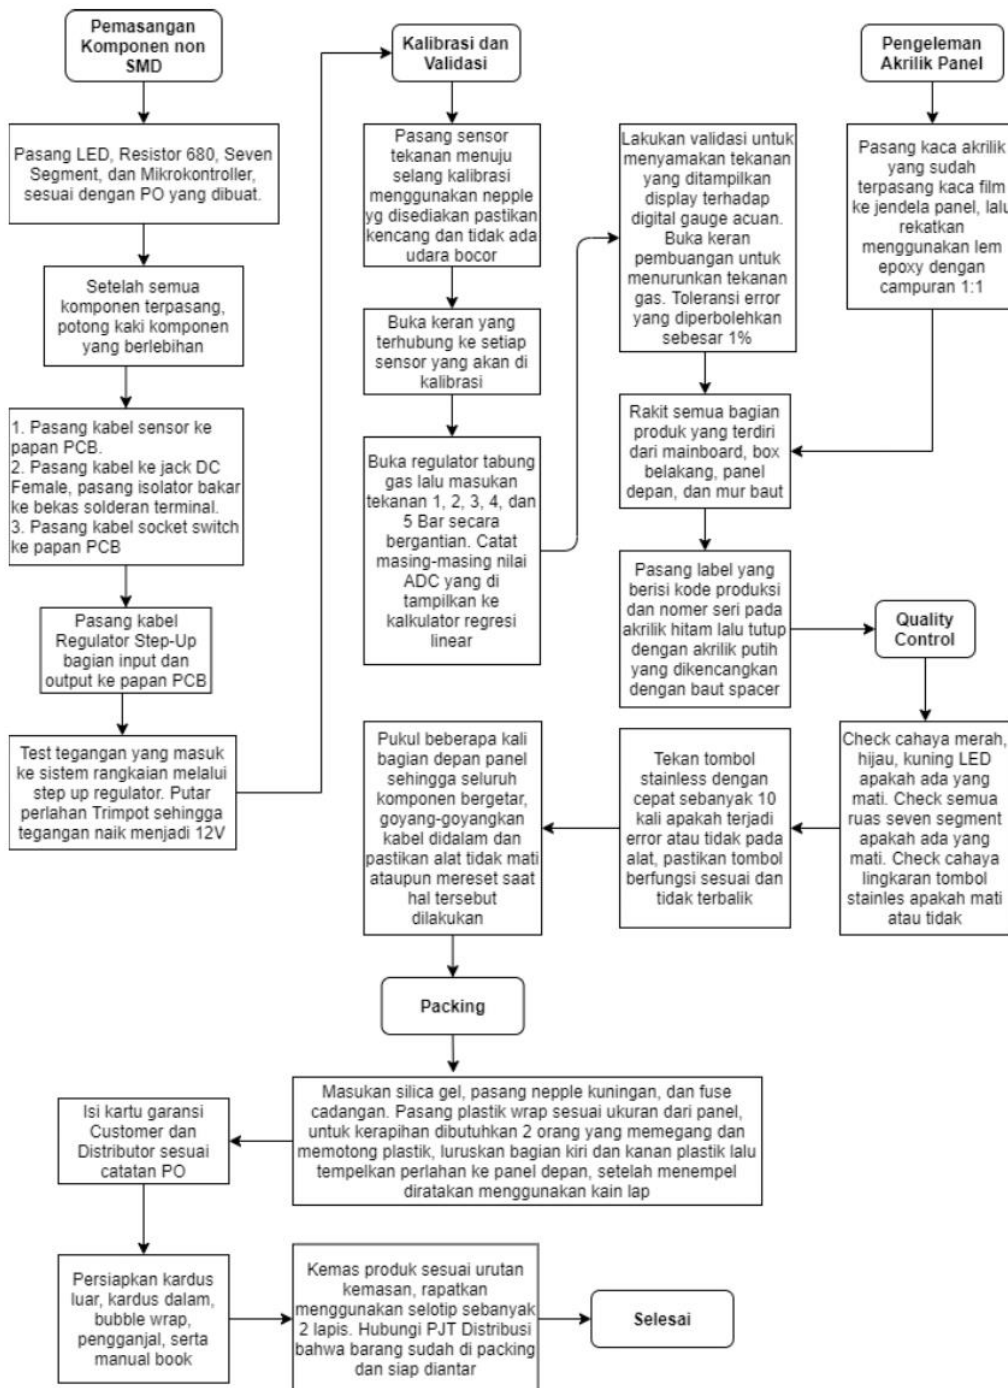 Pemasangan
Komponen non
SMD
Pasang LED, Resistor 680, Seven
Segment, dan Mikrokontroller,
sesuai dengan PO yang dibuat.
Setelah semua
komponen terpasang,
potong kaki komponen
yang berlebihan
1. Pasang kabel sensor ke
papan PCB.
2. Pasang kabel ke jack DC
Female, pasang isolator bakar
ke bekas solderan terminal.
3. Pasang kabel socket switch
ke papan PCB
Pasang kabel
Regulator Step-Up
bagian input dan
output ke papan PCB
Test tegangan yang masuk
ke sistem rangkaian melalui
step up regulator. Putar
perlahan Trimpot sehingga
tegangan naik menjadi 12V
Kalibrasi dan
Validasi
Pasang sensor
tekanan menuju
selang kalibrasi
menggunakan nepple
yg disediakan pastikan
kencang dan tidak ada
udara bocor
Buka keran yang
terhubung ke setiap
sensor yang akan di
kalibrasi
Buka regulator tabung
gas lalu masukan
tekanan 1, 2, 3, 4, dan
5 Bar secara
bergantian. Catat
masing-masing nilai
ADC yang di
tampilkan ke
kalkulator regresi
linear
Lakukan validasi untuk
menyamakan tekanan
yang ditampilkan
display terhadap
digital gauge acuan.
Buka keran
pembuangan untuk
menurunkan tekanan
gas. Toleransi error
yang diperbolehkan
sebesar 1%
Pengeleman
Akrilik Panel
Pasang kaca akrilik
yang sudah
terpasang kaca film
ke jendela panel, lalu
rekatkan
menggunakan lem
epoxy dengan
campuran 1:1
Rakit semua bagian
produk yang terdiri
dari mainboard, box
belakang, panel
depan, dan mur baut
Pasang label yang
berisi kode produksi
dan nomer seri pada
akrilik hitam lalu tutup
dengan akrilik putih
yang dikencangkan
dengan baut spacer
Quality
Control
Check cahaya merah,
hijau, kuning LED
apakah ada yang
mati. Check semua
ruas seven segment
apakah ada yang
mati. Check cahaya
lingkaran tombol
stainles apakah mati
atau tidak
Tekan tombol
stainless dengan
cepat sebanyak 10
kali apakah terjadi
error atau tidak pada
alat, pastikan tombol
berfungsi sesuai dan
tidak terbalik
Pukul beberapa kali
bagian depan panel
sehingga seluruh
komponen bergetar,
goyang-goyangkan
kabel didalam dan
pastikan alat tidak mati
ataupun mereset saat
hal tersebut
dilakukan
Packing
Masukan silica gel, pasang nepple kuningan, dan fuse
cadangan. Pasang plastik wrap sesuai ukuran dari panel,
untuk kerapihan dibutuhkan 2 orang yang memegang dan
memotong plastik, luruskan bagian kiri dan kanan plastik lalu
tempelkan perlahan ke panel depan, setelah menempel
diratakan menggunakan kain lap
Isi kartu garansi
Customer dan
Distributor sesuai
catatan PO
Persiapkan kardus
luar, kardus dalam,
bubble wrap,
pengganjal, serta
manual book
Kemas produk sesuai urutan
kemasan, rapatkan
menggunakan selotip sebanyak
2 lapis. Hubungi PJT Distribusi
bahwa barang sudah di packing
dan siap diantar
Selesai